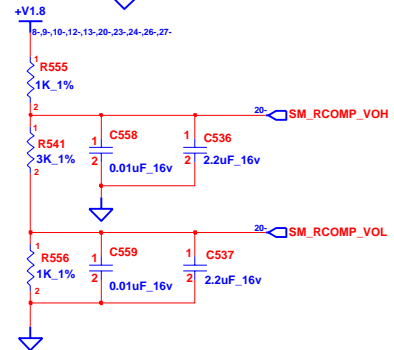 +V1.8
8-,9-,10-,12-,13-,20-,23-,24-,26-,27-
1
R555
1K_1%
2
20-
SM_RCOMP_VOH
1
R541
3K_1%
2
1
C558
2
0.01uF_16v
1
C536
2
2.2uF_16v
20-
SM_RCOMP_VOL
1
R556
1K_1%
2
1
C559
2
0.01uF_16v
1
C537
2
2.2uF_16v